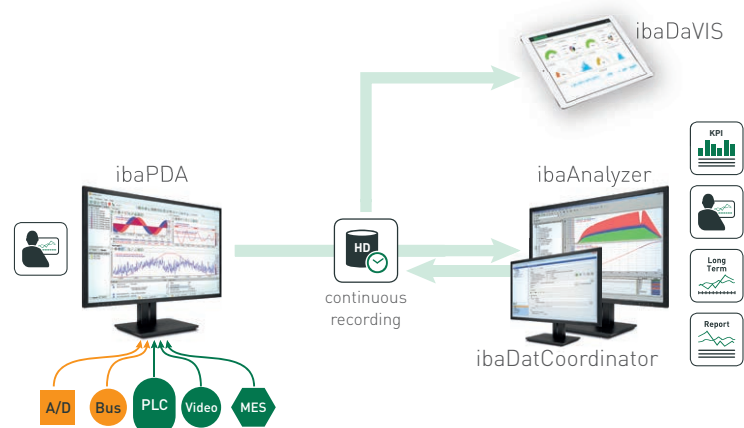 ibaDaVIS
KPI
ibaPDA
ibaAnalyzer
HD
Long
Term
continuous
recording
Report
ibaDatCoordinator
A/D
Bus
PLC
Video
MES